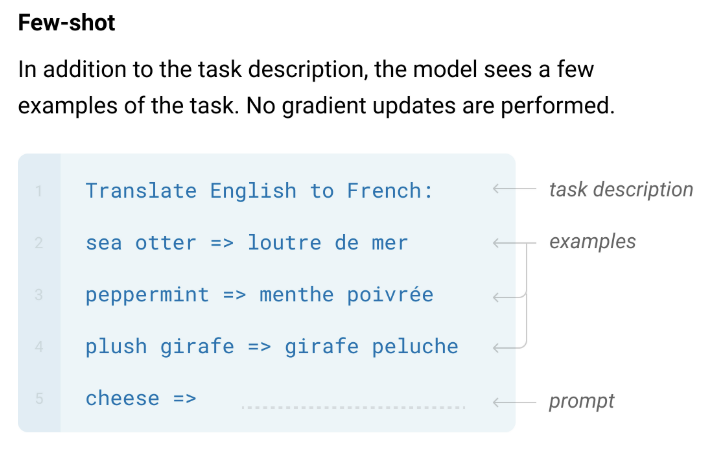 Few-shot
In addition to the task description, the model sees a few
examples of the task. No gradient updates are performed.
1 Translate English to French: task description
2 sea otter => loutre de mer examples
3 peppermint => menthe poivrée
4 plush girafe => girafe peluche
5 cheese => prompt